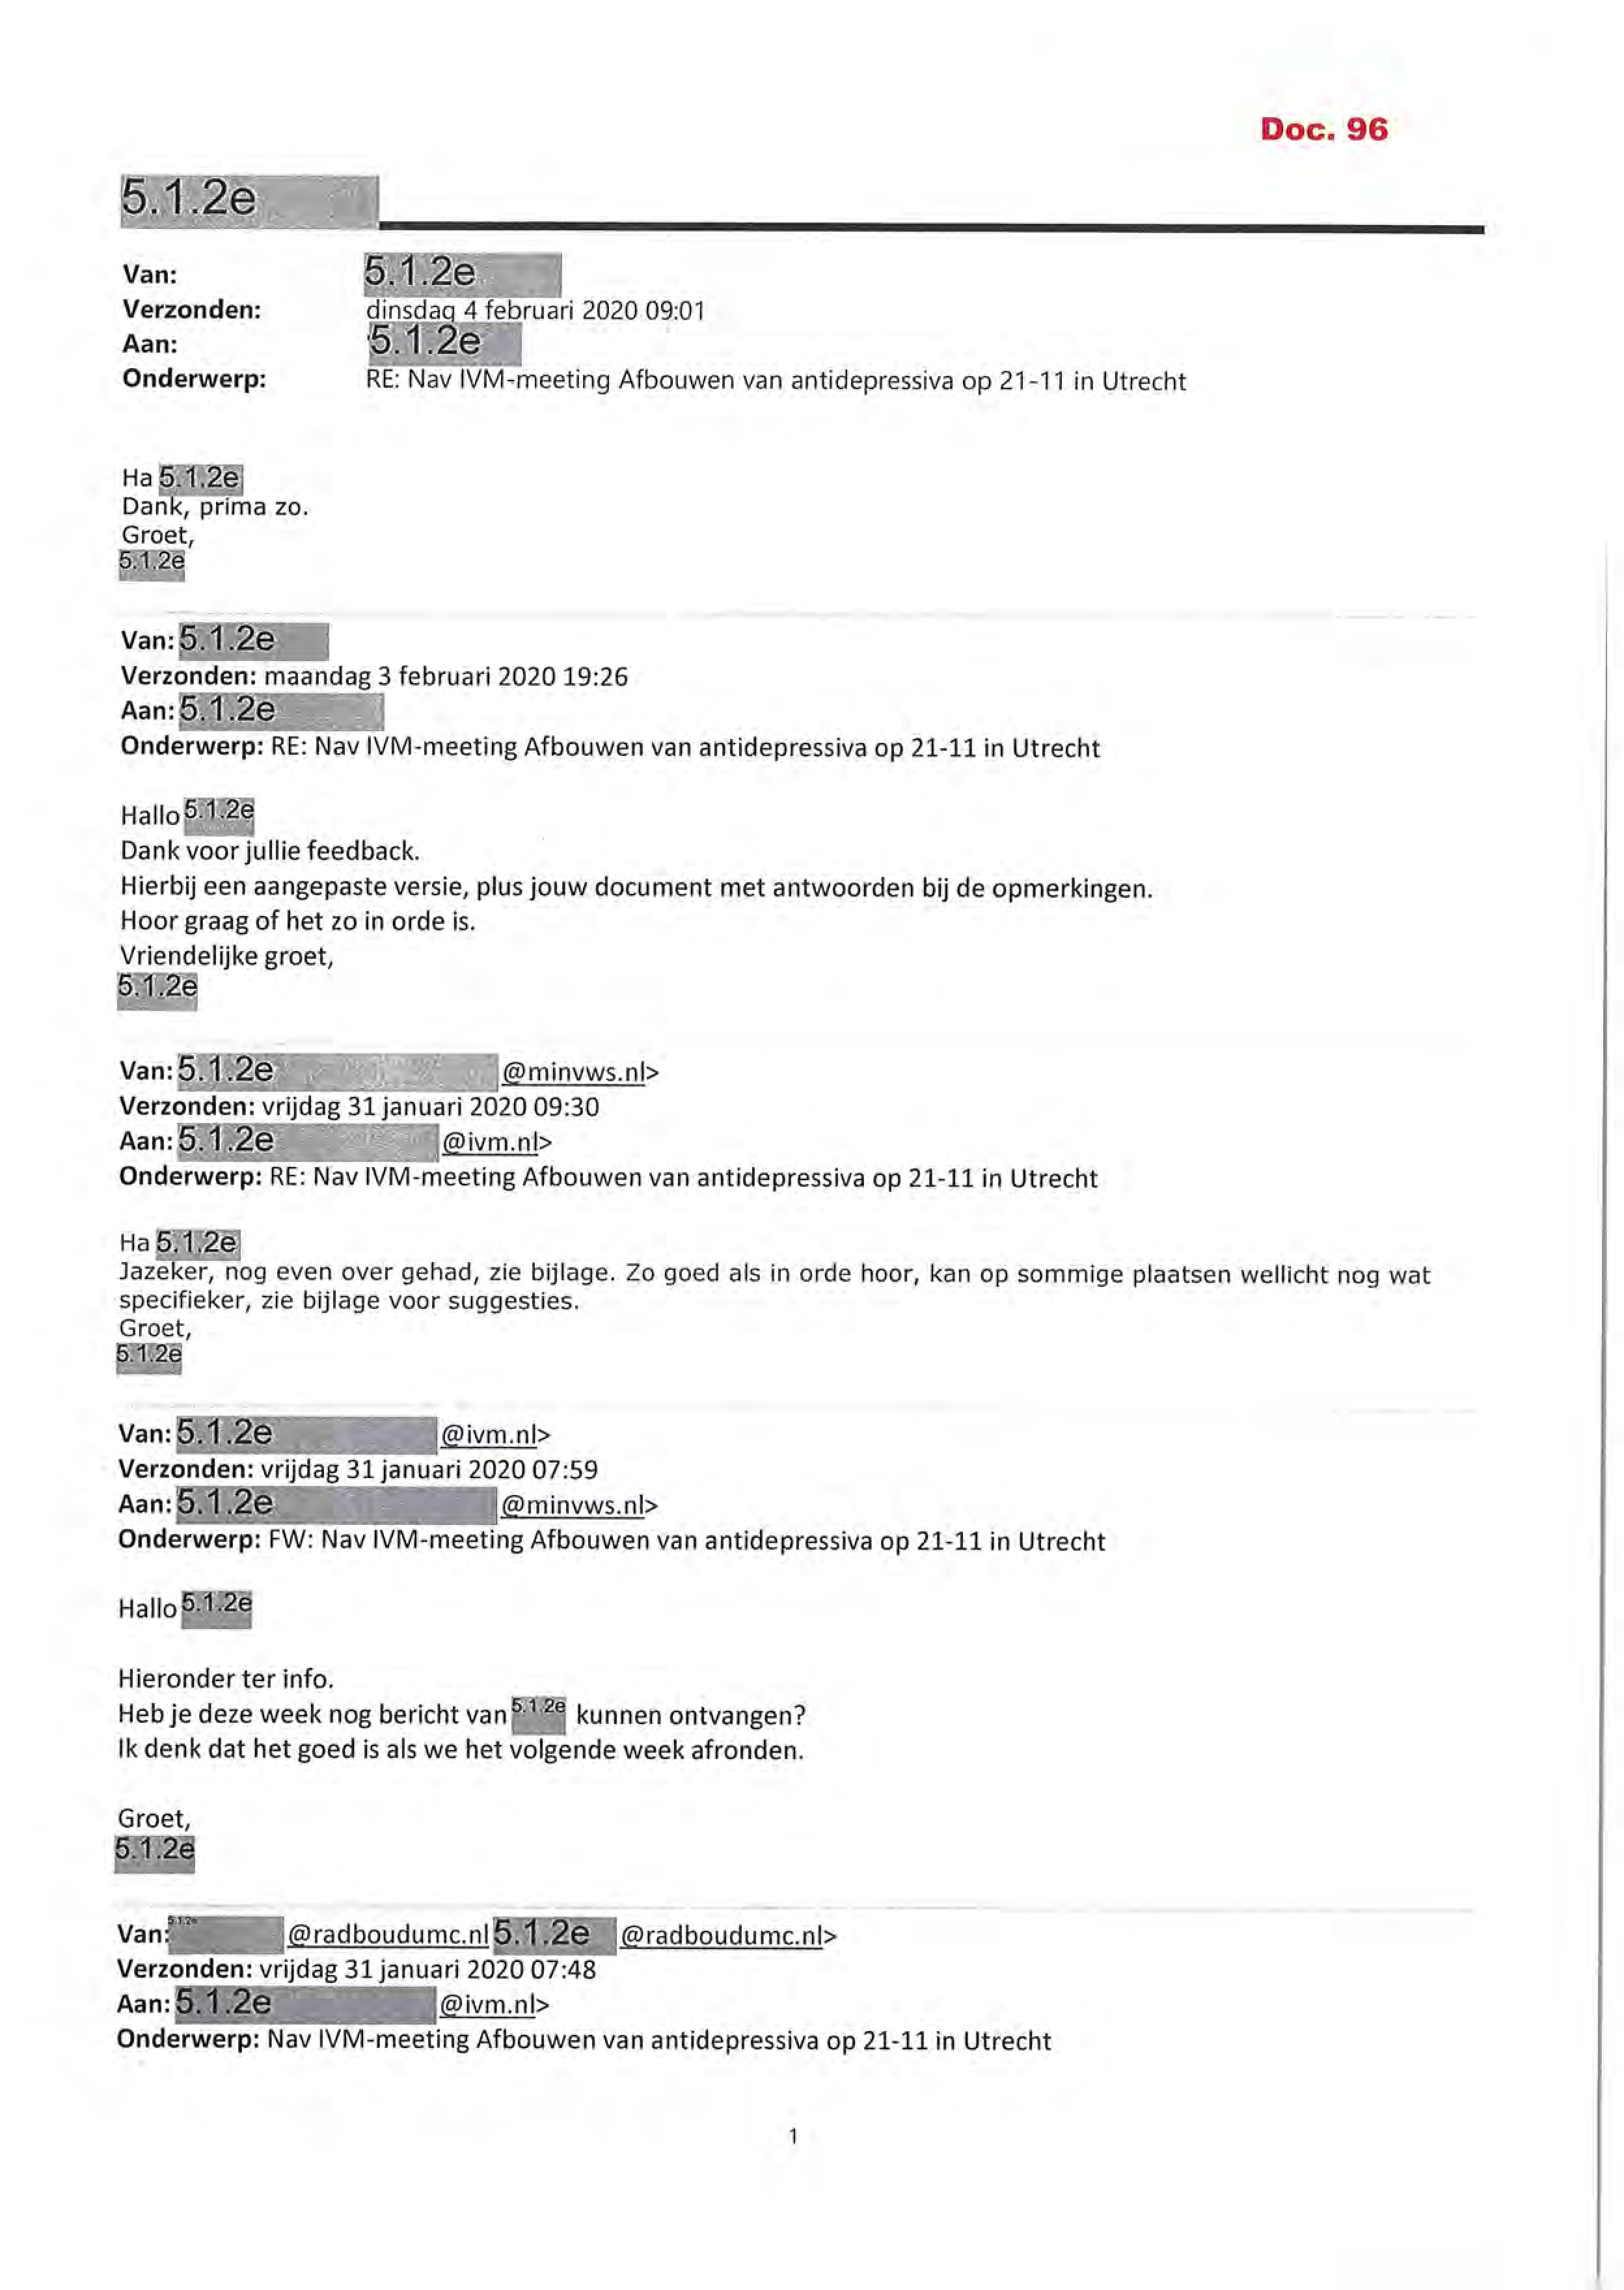 Doc. 96
5.1.2e
Van: 5.1.2e
Verzonden: dinsdag 4 februari 2020 09:01
Aan: 5.1.2e
Onderwerp: RE: Nav IVM-meeting Afbouwen van antidepressiva op 21-11 in Utrecht
Ha 5.1.2e
Dank, prima zo.
Groet,
5.1.2e
Van: 5.1.2e
Verzonden: maandag 3 februari 2020 19:26
Aan: 5.1.2e
Onderwerp: RE: Nav IVM-meeting Afbouwen van antidepressiva op 21-11 in Utrecht
Hallo 5.1.2e
Dank voor jullie feedback.
Hierbij een aangepaste versie, plus jouw document met antwoorden bij de opmerkingen.
Hoor graag of het zo in orde is.
Vriendelijke groet,
5.1.2e
Van: 5.1.2e @minvws.nl>
Verzonden: vrijdag 31 januari 2020 09:30
Aan: 5.1.2e @ivm.nl>
Onderwerp: RE: Nav IVM-meeting Afbouwen van antidepressiva op 21-11 in Utrecht
Ha 5.1.2e
Jazeker, nog even over gehad, zie bijlage. Zo goed als in orde hoor, kan op sommige plaatsen wellicht nog wat
specifieker, zie bijlage voor suggesties.
Groet,
5.1.2e
Van: 5.1.2e @ivm.nl>
Verzonden: vrijdag 31 januari 2020 07:59
Aan: 5.1.2e @minvws.nl>
Onderwerp: FW: Nav IVM-meeting Afbouwen van antidepressiva op 21-11 in Utrecht
Hallo 5.1.2e
Hieronder ter info.
Heb je deze week nog bericht van 5.1.2e kunnen ontvangen?
Ik denk dat het goed is als we het volgende week afronden.
Groet,
5.1.2e
Van: 5.1.2e @radboudumc.nl 5.1.2e @radboudumc.nl>
Verzonden: vrijdag 31 januari 2020 07:48
Aan: 5.1.2e @ivm.nl>
Onderwerp: Nav IVM-meeting Afbouwen van antidepressiva op 21-11 in Utrecht
1